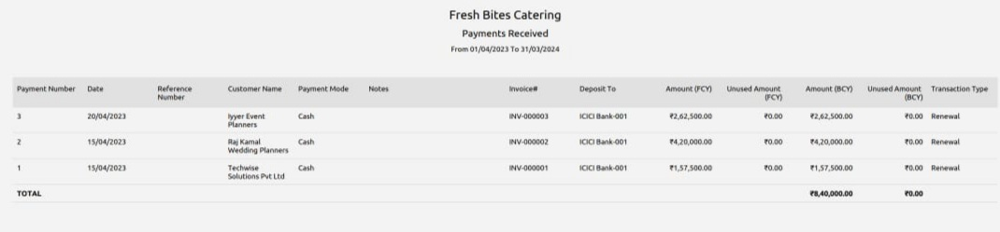 Fresh Bites Catering
Payments Received
From 01/04/2023 To 31/03/2024
Payment Number Date Reference Number Customer Name Payment Mode Notes Invoice# Deposit To Amount (FCY) Unused Amount (FCY) Amount (BCY) Unused Amount (BCY) Transaction Type
3 20/04/2023 Iyyer Event Planners Cash INV-000003 ICICI Bank-001 ₹2,62,500.00 ₹0.00 ₹2,62,500.00 ₹0.00 Renewal
2 15/04/2023 Raj Kamal Wedding Planners Cash INV-000002 ICICI Bank-001 ₹4,20,000.00 ₹0.00 ₹4,20,000.00 ₹0.00 Renewal
1 15/04/2023 Techwise Solutions Pvt Ltd Cash INV-000001 ICICI Bank-001 ₹1,57,500.00 ₹0.00 ₹1,57,500.00 ₹0.00 Renewal
TOTAL ₹8,40,000.00 ₹0.00